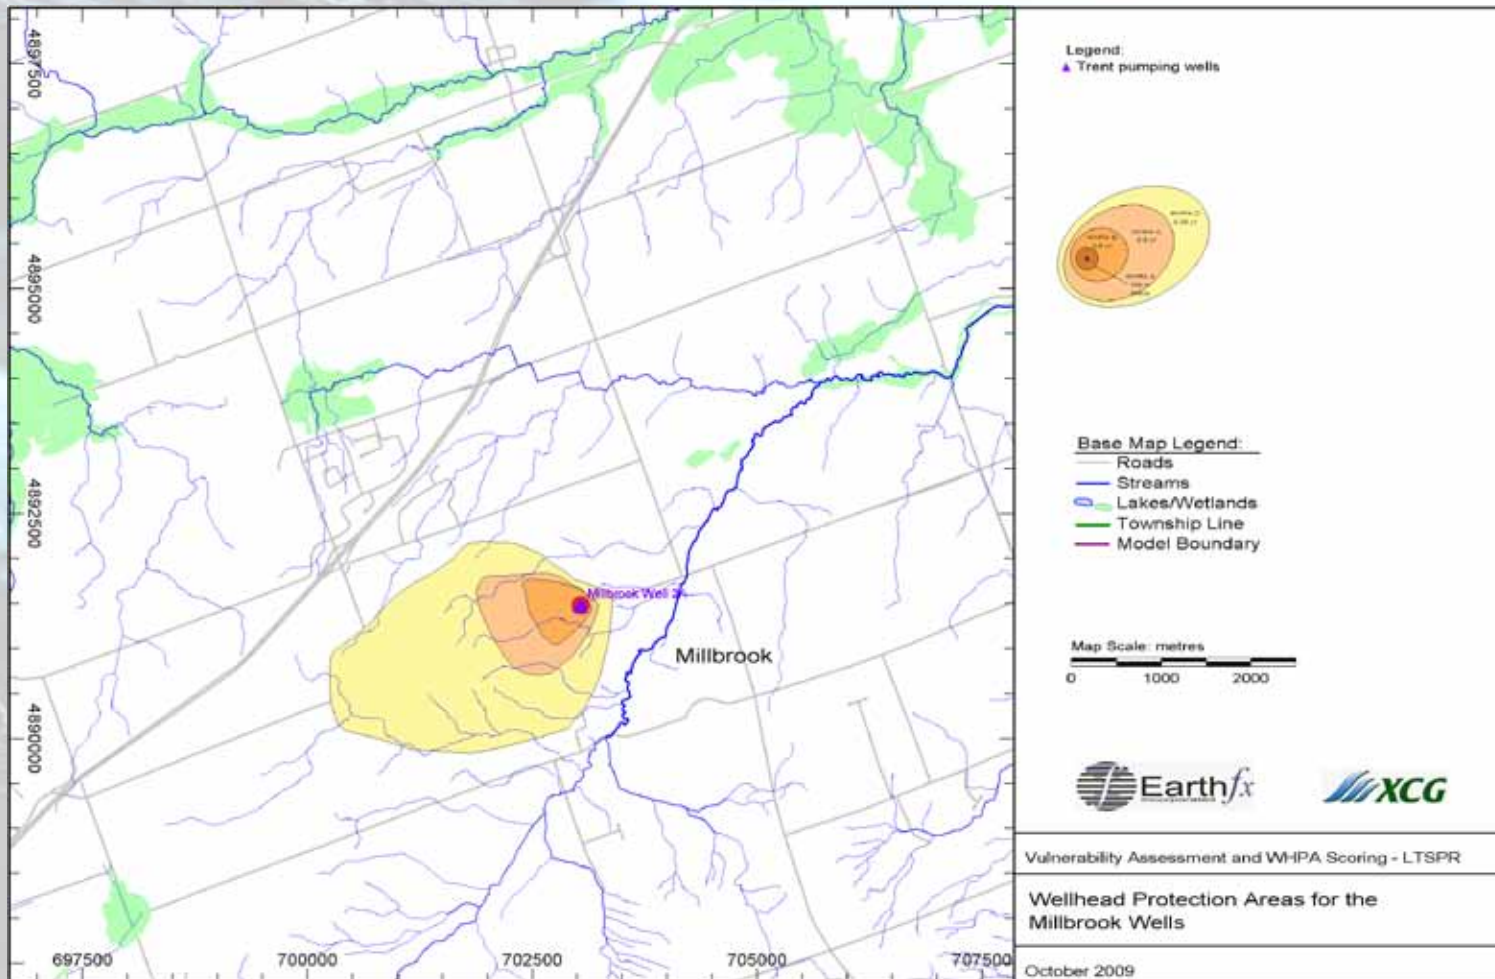 4897500
4895000
4892500
4890000
697500
700000
702500
705000
707500
Millbrook Well
Millbrook
Legend:
Trent pumping wells
Base Map Legend:
Roads
Streams
Lakes/Wetlands
Township Line
Model Boundary
Map Scale: metres
0 1000 2000
Earthfx
Incorporated
XCG
Vulnerability Assessment and WHPA Scoring - LTSPR
Wellhead Protection Areas for the
Millbrook Wells
October 2009